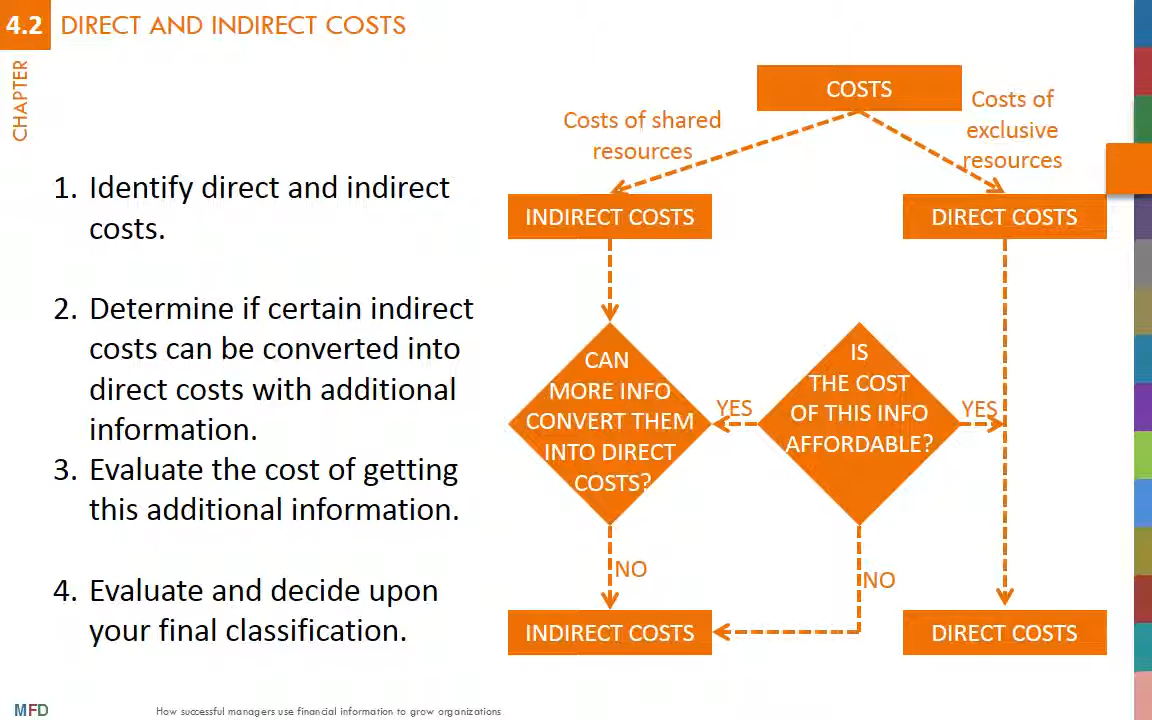 4.2 DIRECT AND INDIRECT COSTS
CHAPTER
1. Identify direct and indirect
costs.
2. Determine if certain indirect
costs can be converted into
direct costs with additional
information.
3. Evaluate the cost of getting
this additional information.
4. Evaluate and decide upon
your final classification.
COSTS
Costs of shared
resources
Costs of
exclusive
resources
INDIRECT COSTS
DIRECT COSTS
CAN
MORE INFO
CONVERT THEM
INTO DIRECT
COSTS?
YES
IS
THE COST
OF THIS INFO
AFFORDABLE?
YES
NO
NO
INDIRECT COSTS
DIRECT COSTS
MFD
How successful managers use financial information to grow organizations